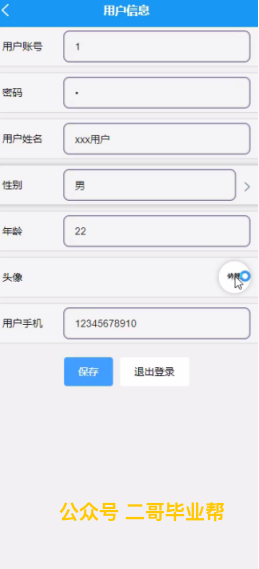 用户信息
用户账号 1
密码 •
用户姓名 xxx用户
性别 男
年龄 22
头像
用户手机 12345678910
保存 退出登录
公众号 二哥毕业帮